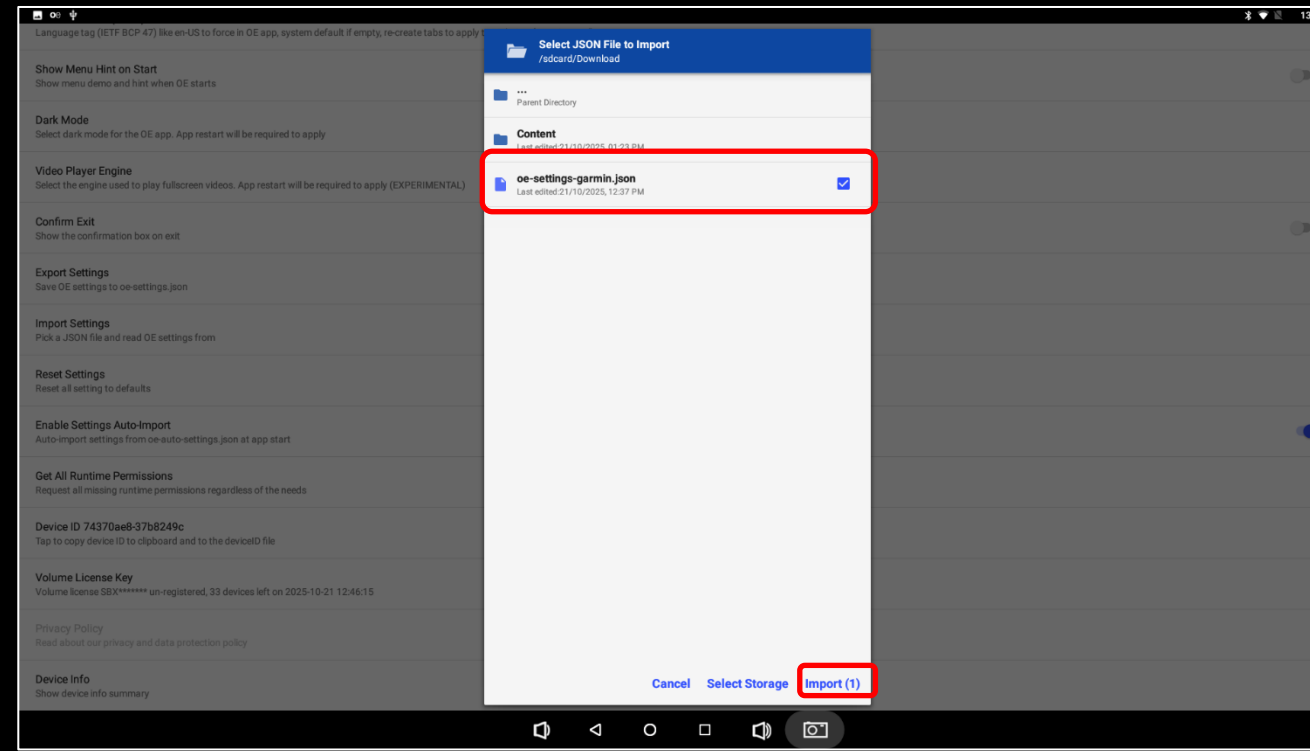 oe
13
Language tag (IETF BCP 47) like en-US to force in OE app, system default if empty, re-create tabs to apply t
Show Menu Hint on Start
Show menu demo and hint when OE starts
Dark Mode
Select dark mode for the OE app. App restart will be required to apply
Video Player Engine
Select the engine used to play fullscreen videos. App restart will be required to apply (EXPERIMENTAL)
Confirm Exit
Show the confirmation box on exit
Export Settings
Save OE settings to oe-settings.json
Import Settings
Pick a JSON file and read OE settings from
Reset Settings
Reset all setting to defaults
Enable Settings Auto-Import
Auto-import settings from oe-auto-settings.json at app start
Get All Runtime Permissions
Request all missing runtime permissions regardless of the needs
Device ID 74370ae8-37b8249c
Tap to copy device ID to clipboard and to the deviceID file
Volume License Key
Volume license SBX******* un-registered, 33 devices left on 2025-10-21 12:46:15
Privacy Policy
Read about our privacy and data protection policy
Device Info
Show device info summary
Select JSON File to Import
/sdcard/Download
...
Parent Directory
Content
Last edited:21/10/2025, 01:23 PM
oe-settings-garmin.json
Last edited:21/10/2025, 12:37 PM
Cancel Select Storage Import (1)